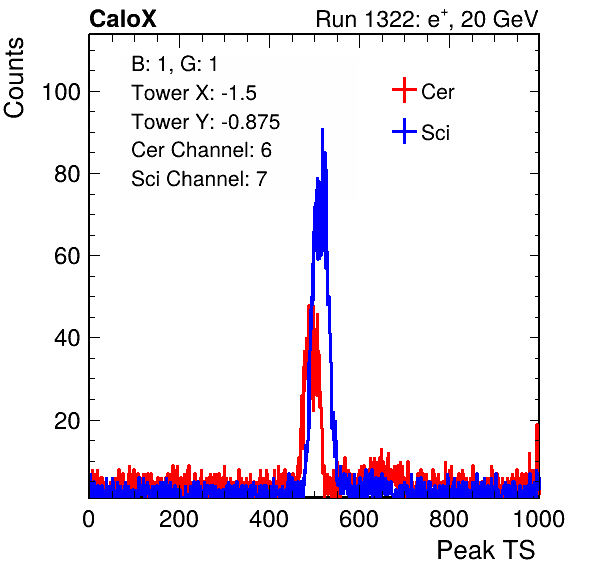 CaloX Run 1322: e⁺, 20 GeV
Counts
B: 1, G: 1
Tower X: -1.5
Tower Y: -0.875
Cer Channel: 6
Sci Channel: 7
Cer
Sci
100
80
60
40
20
0 200 400 600 800 1000
Peak TS